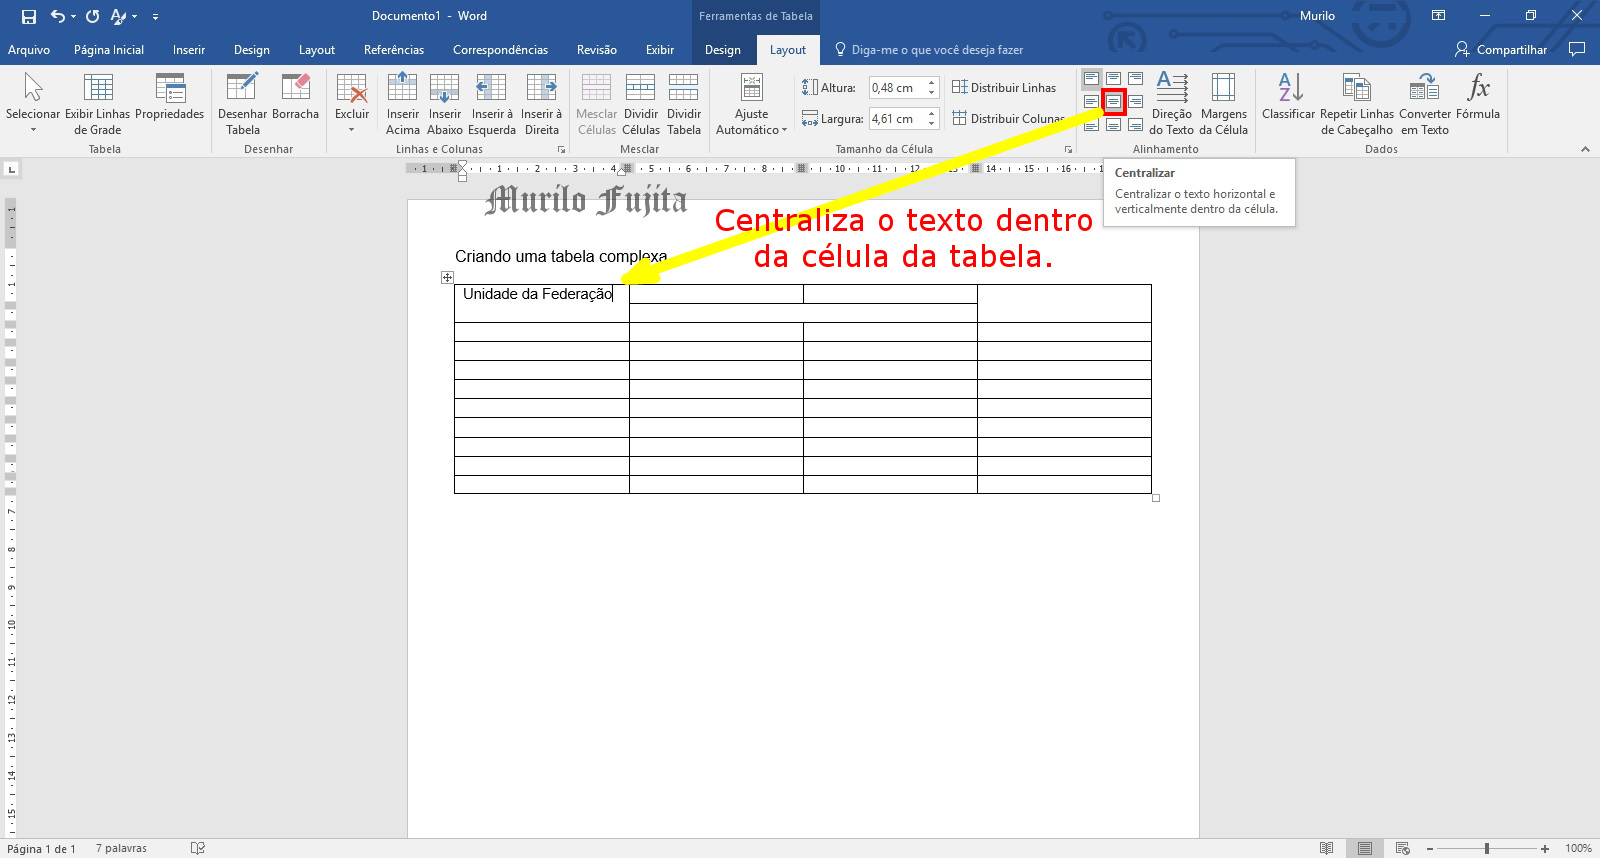 Documento1 - Word
Ferramentas de Tabela
Murilo
Arquivo Página Inicial Inserir Design Layout Referências Correspondências Revisão Exibir Design Layout Diga-me o que você deseja fazer Compartilhar
Selecionar
Exibir Linhas de Grade
Propriedades
Tabela
Desenhar Tabela
Borracha
Desenhar
Excluir
Inserir Acima
Inserir Abaixo
Inserir à Esquerda
Inserir à Direita
Linhas e Colunas
Mesclar Células
Dividir Células
Dividir Tabela
Mesclar
Ajuste Automático
Altura: 0,48 cm
Largura: 4,61 cm
Distribuir Linhas
Distribuir Colunas
Tamanho da Célula
Direção do Texto
Margens da Célula
Alinhamento
Classificar
Repetir Linhas de Cabeçalho
Converter em Texto
Fórmula
Dados
Centralizar
Centralizar o texto horizontal e
verticalmente dentro da célula.
Murilo Fujita
Centraliza o texto dentro
da célula da tabela.
Criando uma tabela complexa
Unidade da Federação
Página 1 de 1 7 palavras
100%